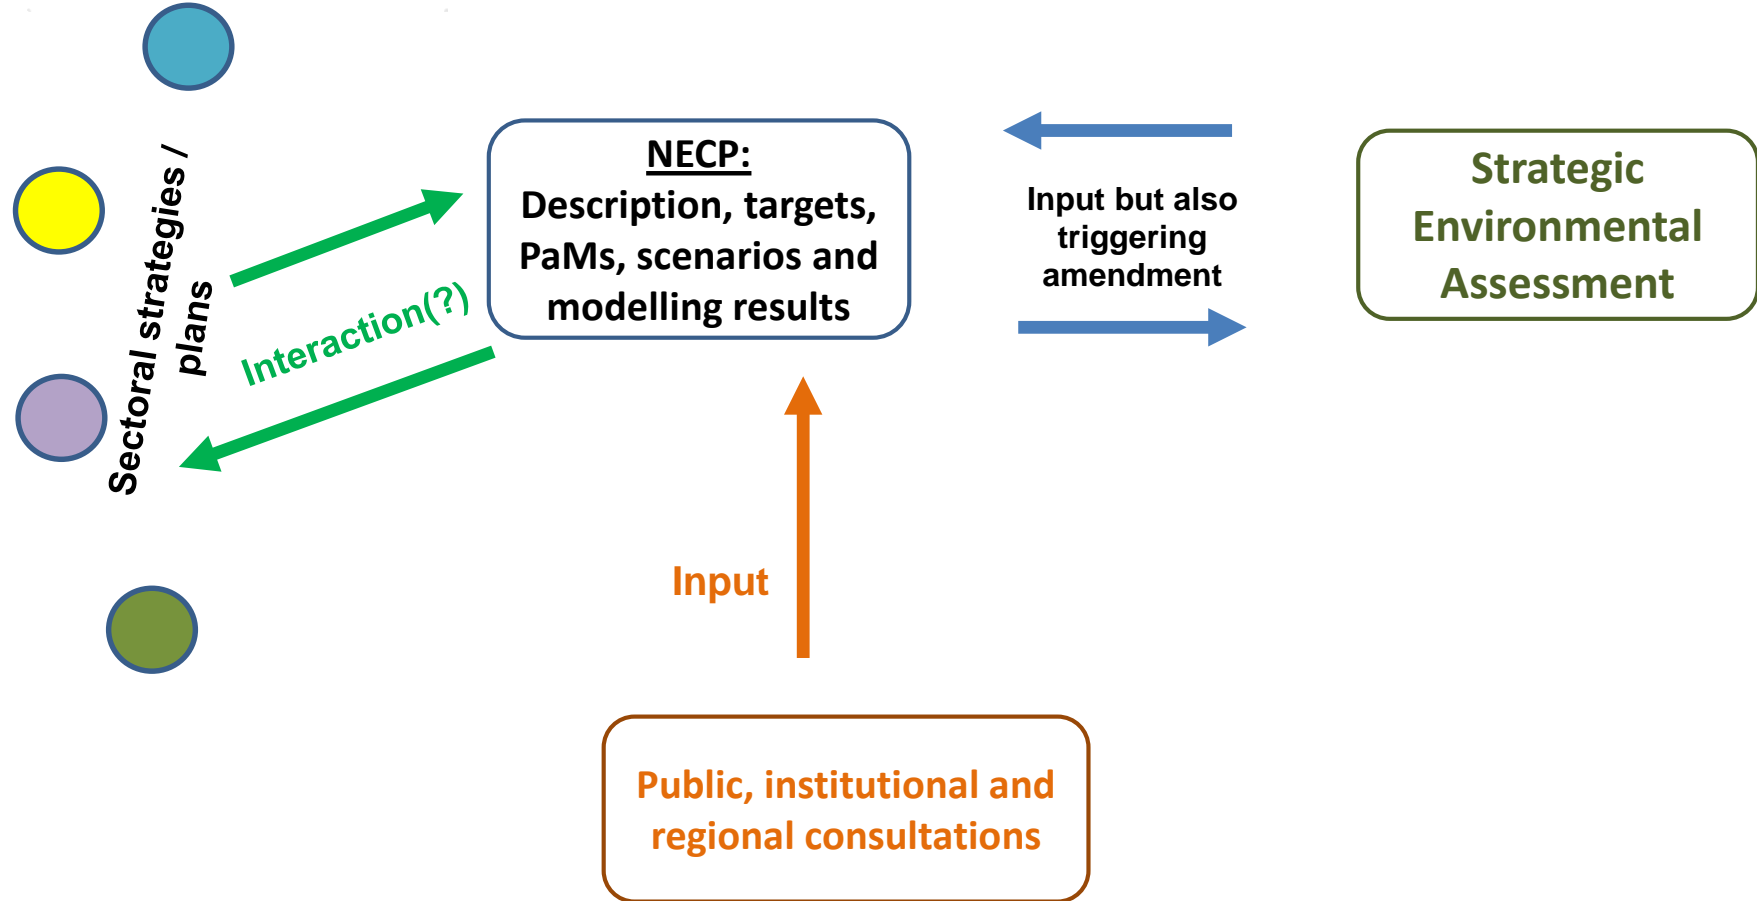 Sectoral strategies /
plans
Interaction(?)
NECP:
Description, targets,
PaMs, scenarios and
modelling results
Input but also
triggering
amendment
Strategic
Environmental
Assessment
Input
Public, institutional and
regional consultations